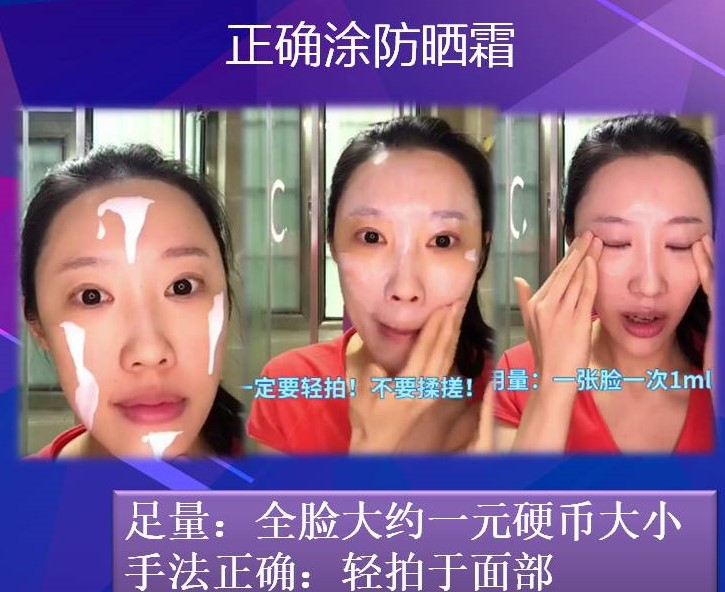 正确涂防晒霜
一定要轻拍！不要揉搓！
用量：一张脸一次1ml
足量：全脸大约一元硬币大小
手法正确：轻拍于面部